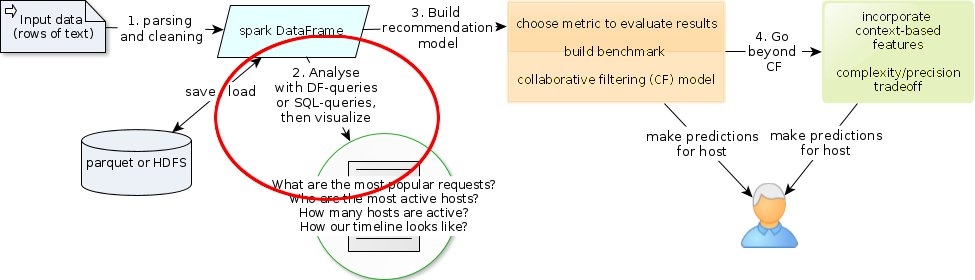 Input data
(rows of text)
1. parsing
and cleaning
spark DataFrame
3. Build
recommendation
model
choose metric to evaluate results
build benchmark
collaborative filtering (CF) model
4. Go
beyond
CF
incorporate
context-based
features
complexity/precision
tradeoff
2. Analyse
with DF-queries
or SQL-queries,
then visualize
save load
parquet or HDFS
What are the most popular requests?
Who are the most active hosts?
How many hosts are active?
How our timeline looks like?
make predictions
for host
make predictions
for host